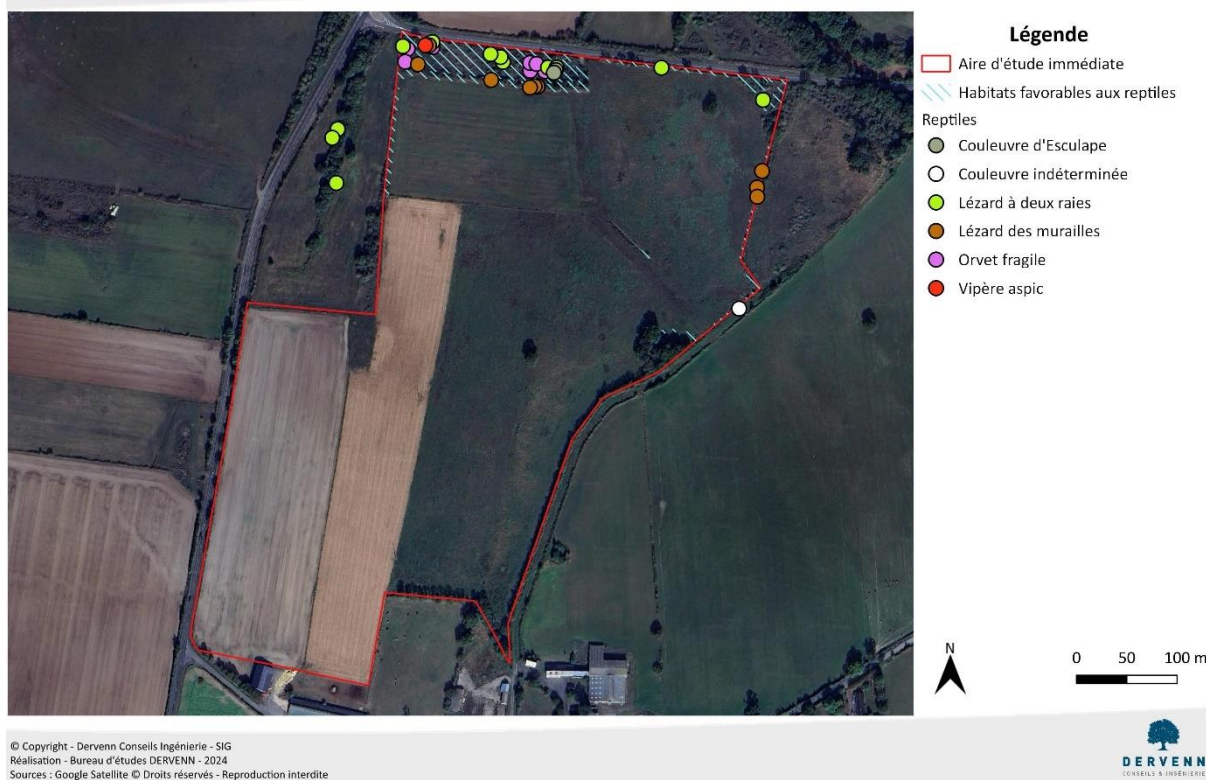 Légende
Aire d'étude immédiate
Habitats favorables aux reptiles
Reptiles
Couleuvre d'Esculape
Couleuvre indéterminée
Lézard à deux raies
Lézard des murailles
Orvet fragile
Vipère aspic
N
0 50 100 m
© Copyright - Dervenn Conseils Ingénierie - SIG
Réalisation - Bureau d'études DERVENN - 2024
Sources : Google Satellite © Droits réservés - Reproduction interdite
DERVENN
CONSEILS & INGÉNIERIE